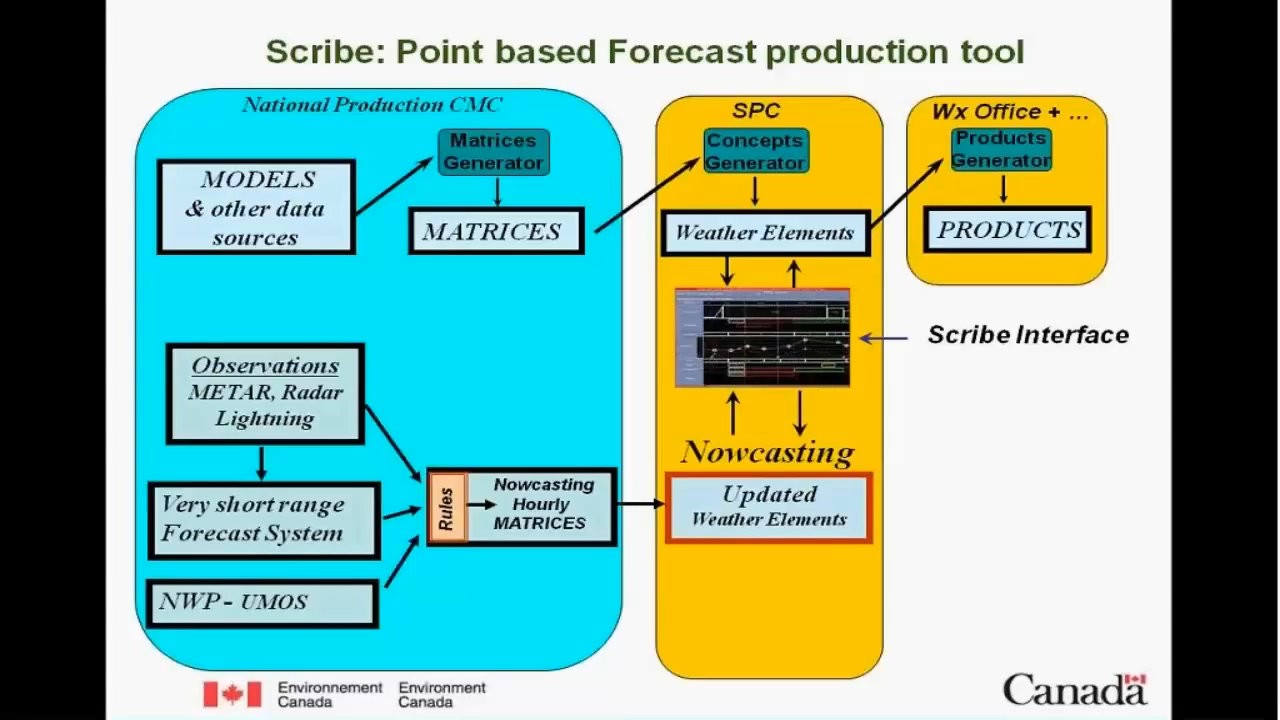 Scribe: Point based Forecast production tool
National Production CMC
Matrices
Generator
MODELS
& other data
sources
MATRICES
Observations
METAR, Radar
Lightning
Very short range
Forecast System
NWP - UMOS
Rules
Nowcasting
Hourly
MATRICES
SPC
Concepts
Generator
Weather Elements
Nowcasting
Updated
Weather Elements
Wx Office + ...
Products
Generator
PRODUCTS
Scribe Interface
Environnement
Canada
Environment
Canada
Canada